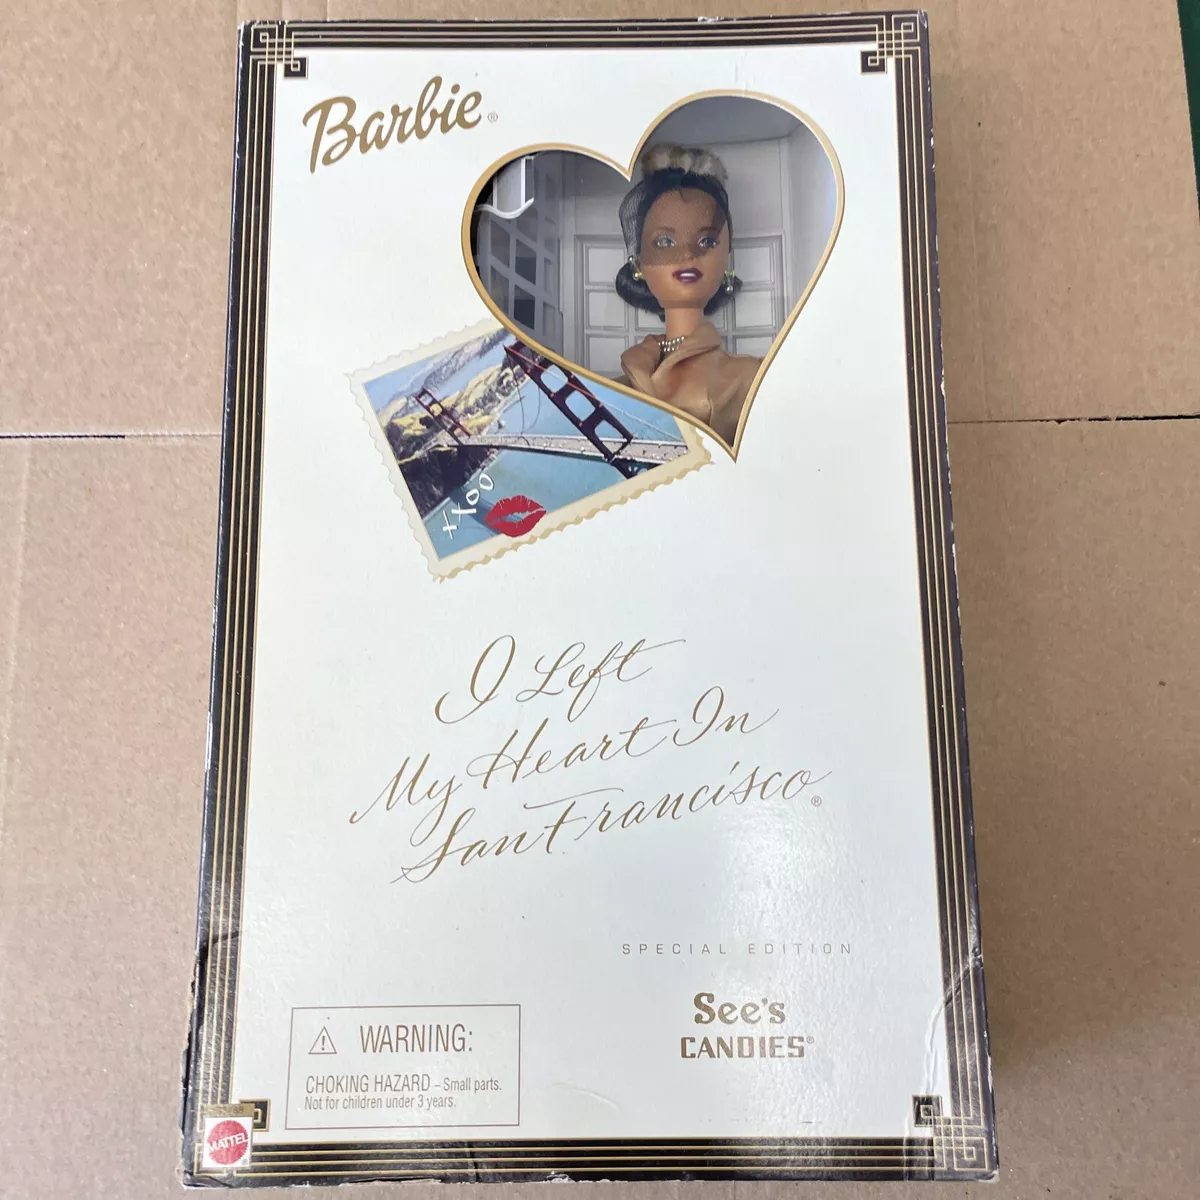 Barbie®
XXOO
I Left
My Heart In
San Francisco®
SPECIAL EDITION
See's
CANDIES®
⚠ WARNING:
CHOKING HAZARD – Small parts.
Not for children under 3 years.
MATTEL